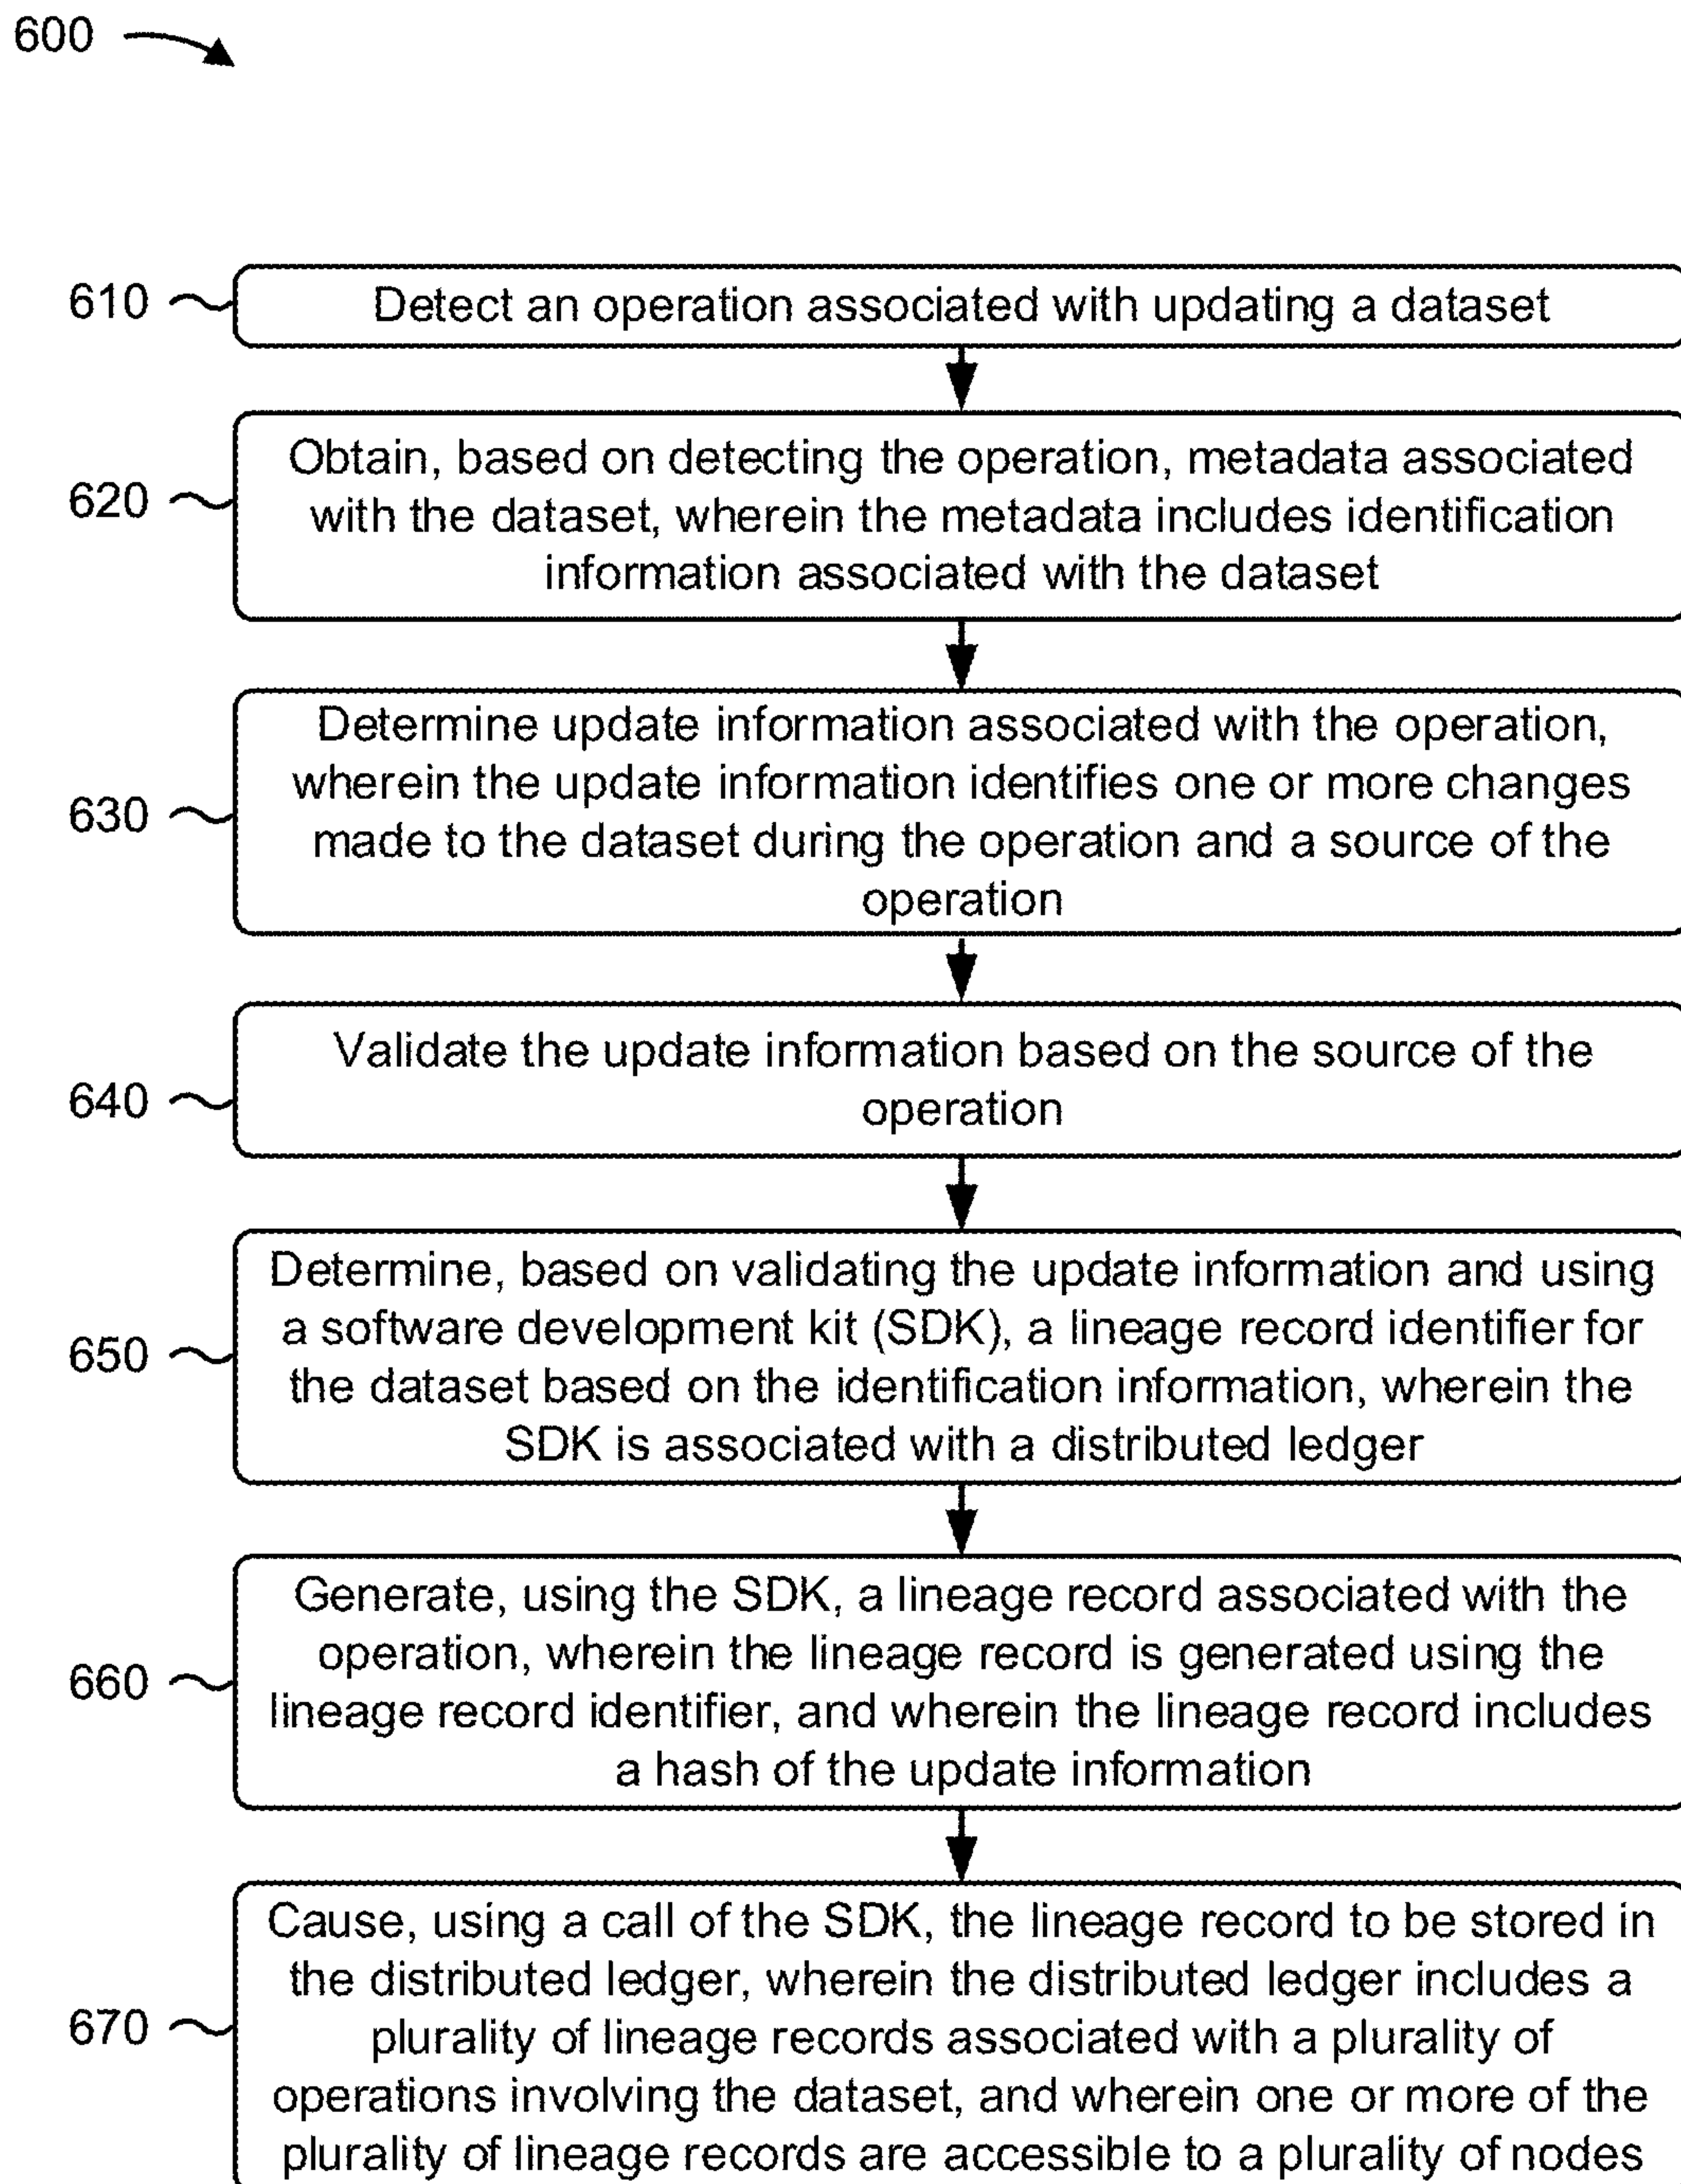 600
610
Detect an operation associated with updating a dataset
620
Obtain, based on detecting the operation, metadata associated
with the dataset, wherein the metadata includes identification
information associated with the dataset
630
Determine update information associated with the operation,
wherein the update information identifies one or more changes
made to the dataset during the operation and a source of the
operation
640
Validate the update information based on the source of the
operation
650
Determine, based on validating the update information and using
a software development kit (SDK), a lineage record identifier for
the dataset based on the identification information, wherein the
SDK is associated with a distributed ledger
660
Generate, using the SDK, a lineage record associated with the
operation, wherein the lineage record is generated using the
lineage record identifier, and wherein the lineage record includes
a hash of the update information
670
Cause, using a call of the SDK, the lineage record to be stored in
the distributed ledger, wherein the distributed ledger includes a
plurality of lineage records associated with a plurality of
operations involving the dataset, and wherein one or more of the
plurality of lineage records are accessible to a plurality of nodes